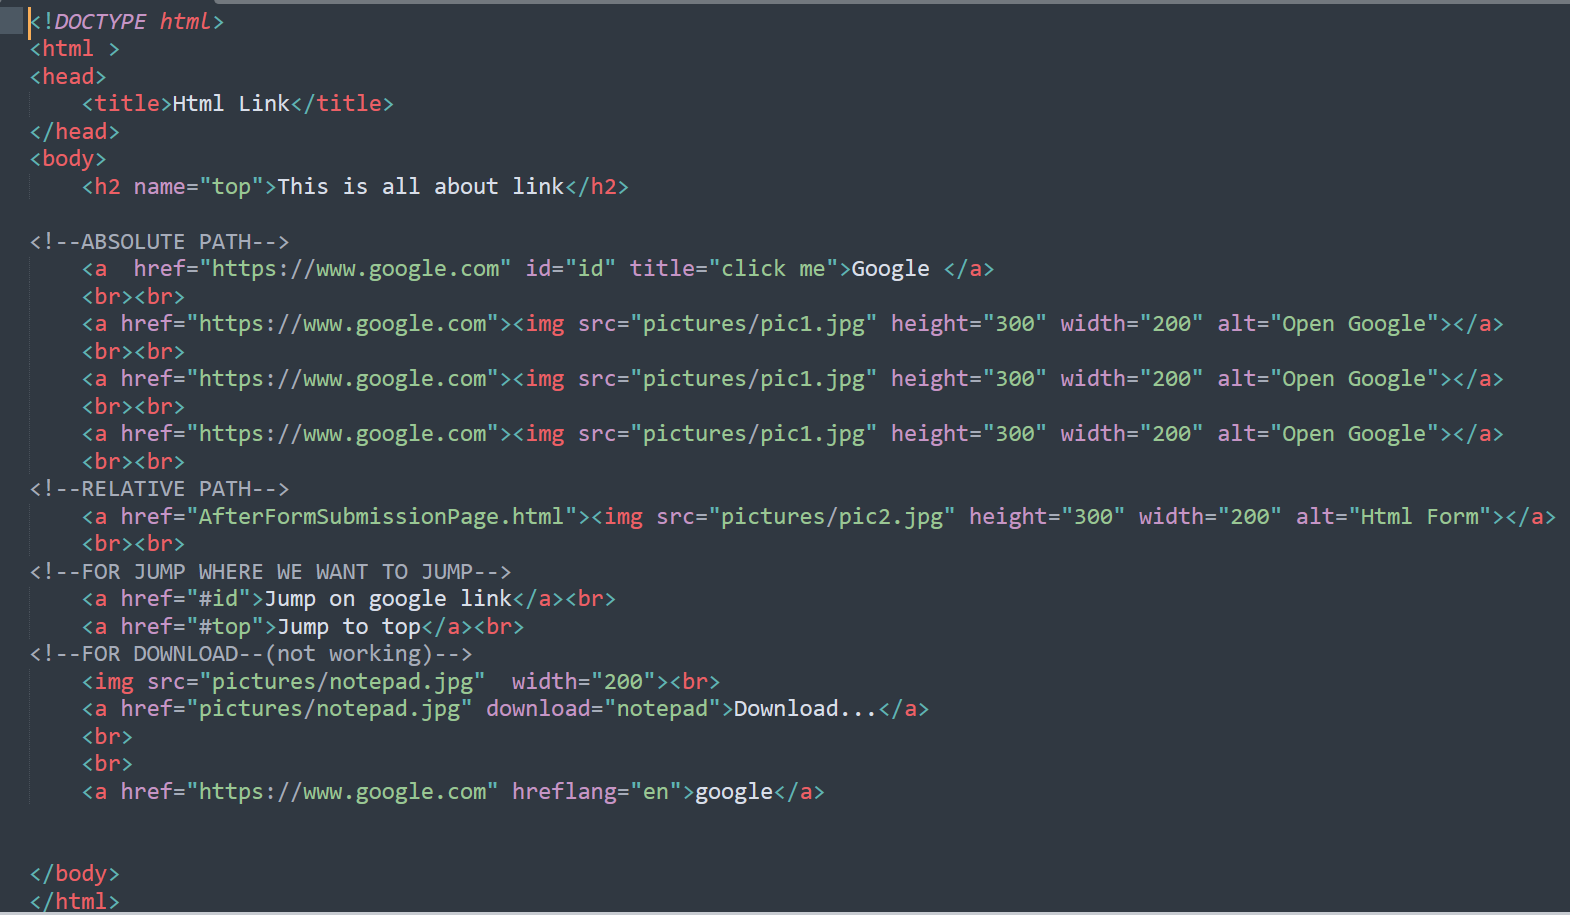 <!DOCTYPE html>
<html >
<head>
    <title>Html Link</title>
</head>
<body>
    <h2 name="top">This is all about link</h2>

<!--ABSOLUTE PATH-->
    <a  href="https://www.google.com" id="id" title="click me">Google </a>
    <br><br>
    <a href="https://www.google.com"><img src="pictures/pic1.jpg" height="300" width="200" alt="Open Google"></a>
    <br><br>
    <a href="https://www.google.com"><img src="pictures/pic1.jpg" height="300" width="200" alt="Open Google"></a>
    <br><br>
    <a href="https://www.google.com"><img src="pictures/pic1.jpg" height="300" width="200" alt="Open Google"></a>
    <br><br>
<!--RELATIVE PATH-->
    <a href="AfterFormSubmissionPage.html"><img src="pictures/pic2.jpg" height="300" width="200" alt="Html Form"></a>
    <br><br>
<!--FOR JUMP WHERE WE WANT TO JUMP-->
    <a href="#id">Jump on google link</a><br>
    <a href="#top">Jump to top</a><br>
<!--FOR DOWNLOAD--(not working)-->
    <img src="pictures/notepad.jpg"  width="200"><br>
    <a href="pictures/notepad.jpg" download="notepad">Download...</a>
    <br>
    <br>
    <a href="https://www.google.com" hreflang="en">google</a>


</body>
</html>